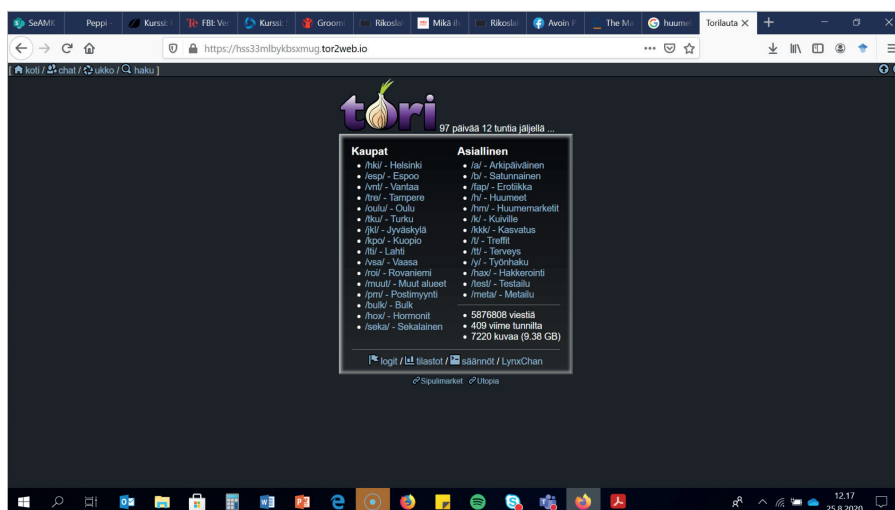 SeAMK
Peppi -
Kurssi:
FBI: Ver
Kurssi:
Groomi
Rikoslal
Mikä ih
Rikoslal
Avoin F
The Ma
huumel
Torilauta
https://hss33mlbykbsxmug.tor2web.io
[ koti / chat / ukko / haku ]
tori
97 päivää 12 tuntia jäljellä ...
Kaupat
/hki/ - Helsinki
/esp/ - Espoo
/vnt/ - Vantaa
/tre/ - Tampere
/oulu/ - Oulu
/tku/ - Turku
/jkl/ - Jyväskylä
/kpo/ - Kuopio
/lti/ - Lahti
/vsa/ - Vaasa
/roi/ - Rovaniemi
/muut/ - Muut alueet
/pm/ - Postimyynti
/bulk/ - Bulk
/hox/ - Hormonit
/seka/ - Sekalainen
Asiallinen
/a/ - Arkipäiväinen
/b/ - Satunnainen
/fap/ - Erotiikka
/h/ - Huumeet
/hm/ - Huumemarketit
/k/ - Kuiville
/kkk/ - Kasvatus
/t/ - Treffit
/tt/ - Terveys
/y/ - Työnhaku
/hax/ - Hakkerointi
/test/ - Testailu
/meta/ - Metailu
5876808 viestiä
409 viime tunnilta
7220 kuvaa (9.38 GB)
logit / tilastot / säännöt / LynxChan
Sipulimarket Utopia
12.17
25.8.2020